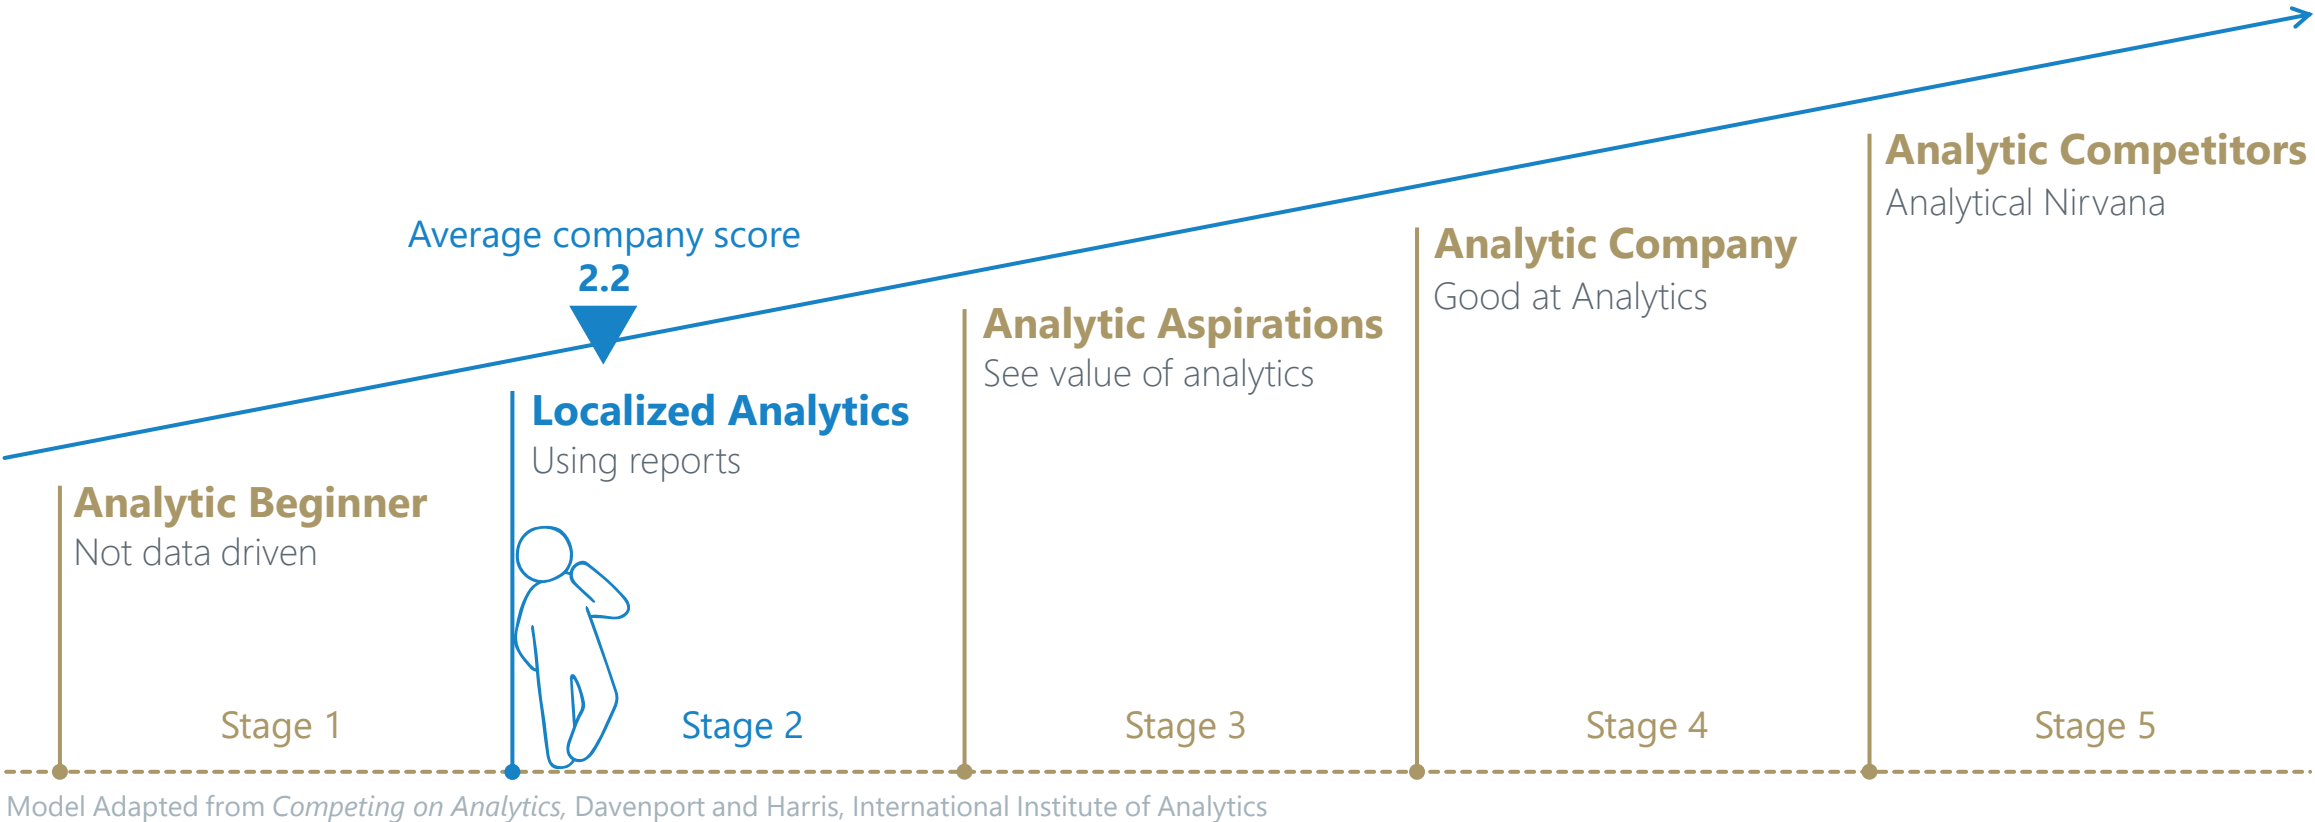 Average company score
2.2
Analytic Beginner
Not data driven
Stage 1
Localized Analytics
Using reports
Stage 2
Analytic Aspirations
See value of analytics
Stage 3
Analytic Company
Good at Analytics
Stage 4
Analytic Competitors
Analytical Nirvana
Stage 5
Model Adapted from Competing on Analytics, Davenport and Harris, International Institute of Analytics